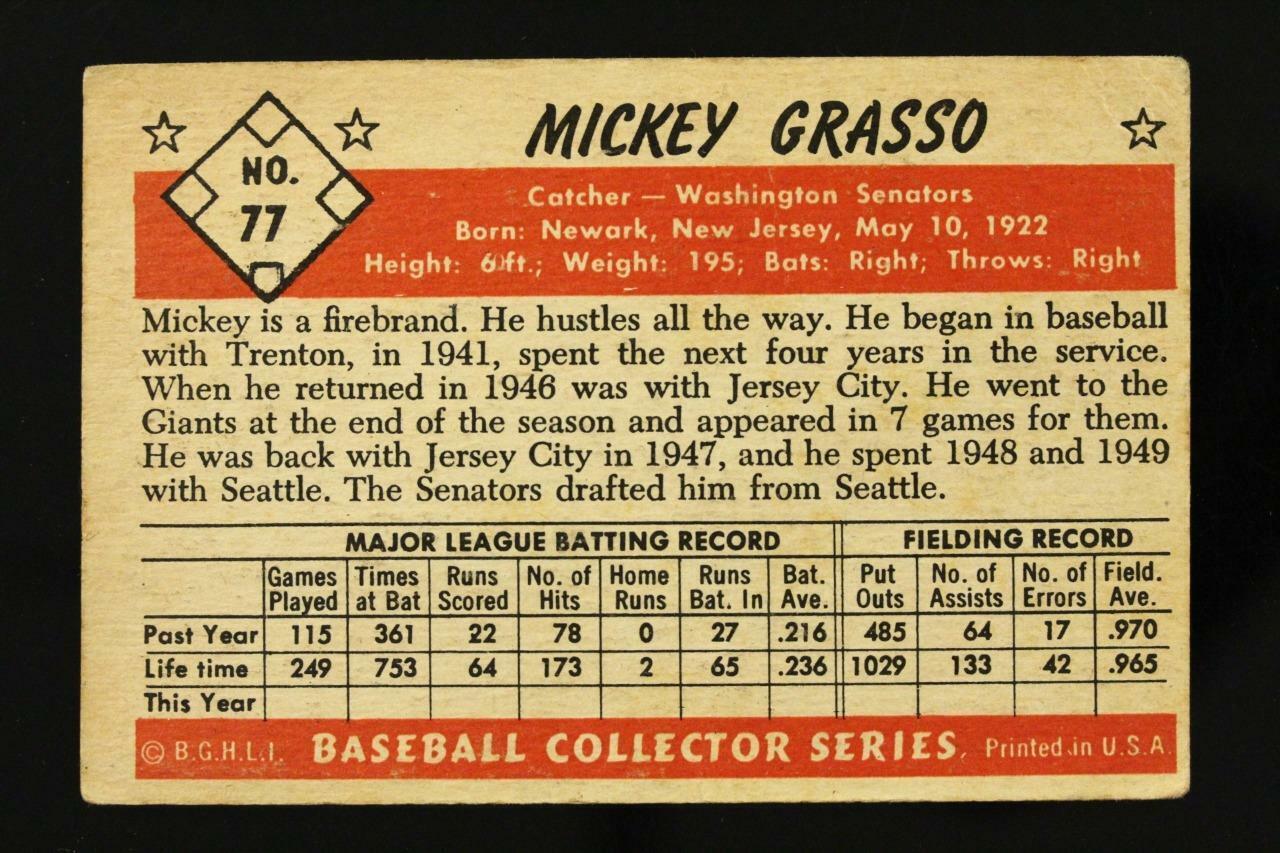 MICKEY GRASSO
NO.
77
Catcher — Washington Senators
Born: Newark, New Jersey, May 10, 1922
Height: 6 ft.; Weight: 195; Bats: Right; Throws: Right
Mickey is a firebrand. He hustles all the way. He began in baseball
with Trenton, in 1941, spent the next four years in the service.
When he returned in 1946 was with Jersey City. He went to the
Giants at the end of the season and appeared in 7 games for them.
He was back with Jersey City in 1947, and he spent 1948 and 1949
with Seattle. The Senators drafted him from Seattle.
MAJOR LEAGUE BATTING RECORD FIELDING RECORD
Games Times Runs No. of Home Runs Bat. Put No. of No. of Field.
Played at Bat Scored Hits Runs Bat. In Ave. Outs Assists Errors Ave.
Past Year 115 361 22 78 0 27 .216 485 64 17 .970
Life time 249 753 64 173 2 65 .236 1029 133 42 .965
This Year
© B.G.H.L.I. BASEBALL COLLECTOR SERIES, Printed in U.S.A.